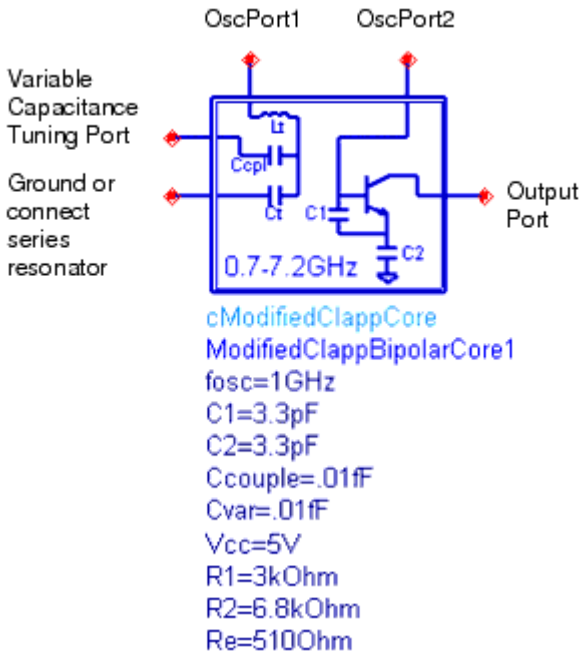 OscPort1
OscPort2
Variable
Capacitance
Tuning Port
Ground or
connect
series
resonator
Lt
Ccpl
Ct
C1
C2
0.7-7.2GHz
Output
Port
cModifiedClappCore
ModifiedClappBipolarCore1
fosc=1GHz
C1=3.3pF
C2=3.3pF
Ccouple=.01fF
Cvar=.01fF
Vcc=5V
R1=3kOhm
R2=6.8kOhm
Re=510Ohm